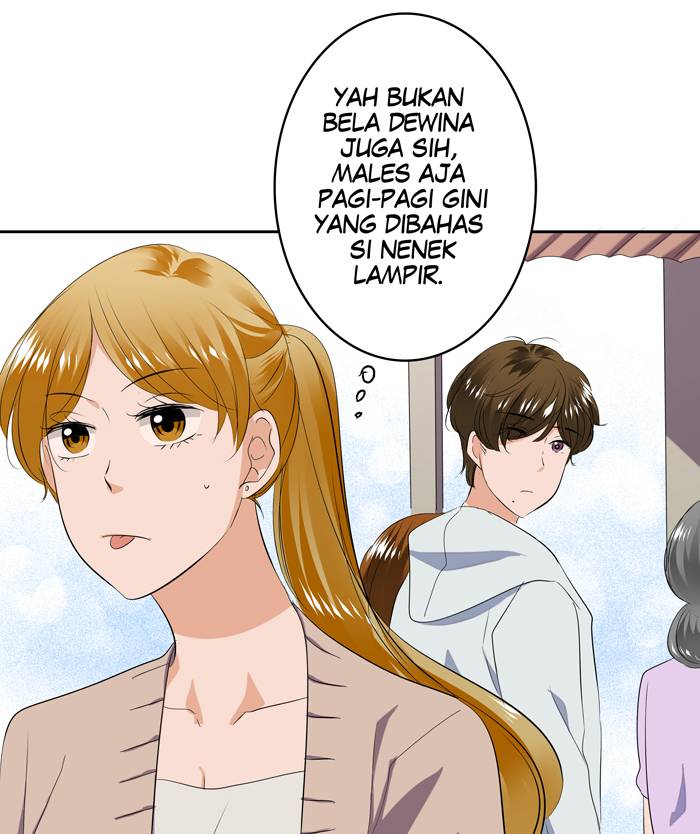 YAH BUKAN
BELA DEWINA
JUGA SIH,
MALES AJA
PAGI-PAGI GINI
YANG DIBAHAS
SI NENEK
LAMPIR.